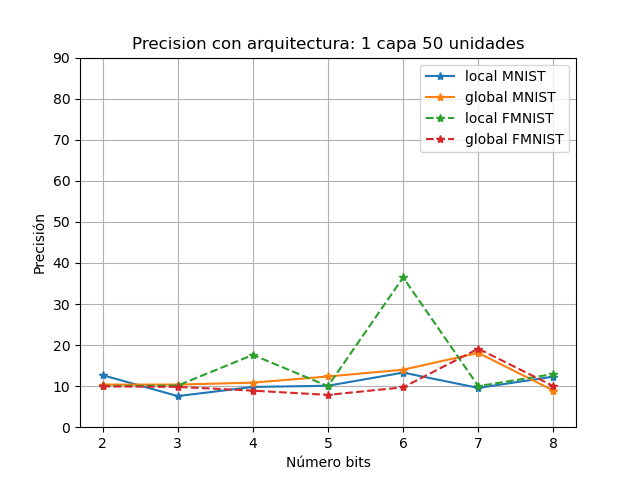 Precision con arquitectura: 1 capa 50 unidades
local MNIST
global MNIST
local FMNIST
global FMNIST
90
80
70
60
50
40
30
20
10
0
Precisión
2 3 4 5 6 7 8
Número bits